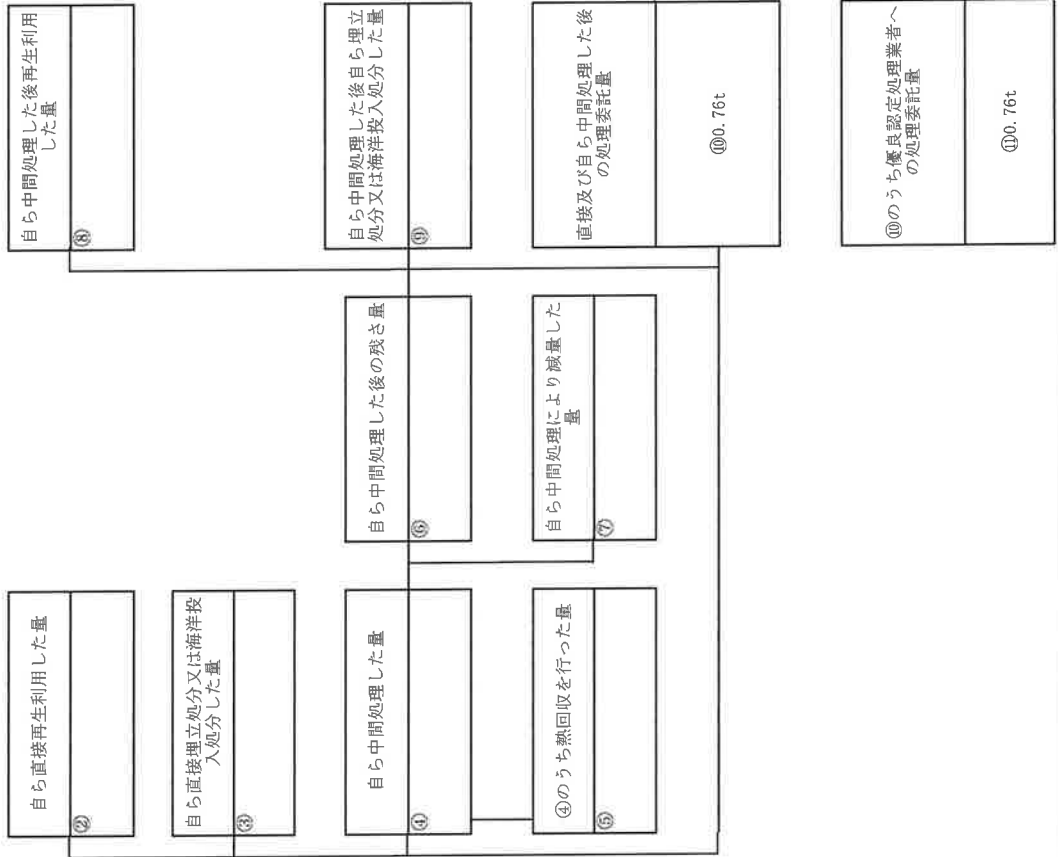 自ら直接再生利用した量
②
自ら直接埋立処分又は海洋投
入処分した量
③
自ら中間処理した量
④
④のうち熱回収を行った量
⑤
自ら中間処理した後の残さ量
⑥
自ら中間処理により減量した
量
⑦
自ら中間処理した後再生利用
した量
⑧
自ら中間処理した後自ら埋立
処分又は海洋投入処分した量
⑨
直接及び自ら中間処理した後
の処理委託量
⑩0.76t
⑩のうち優良認定処理業者へ
の処理委託量
⑪0.76t